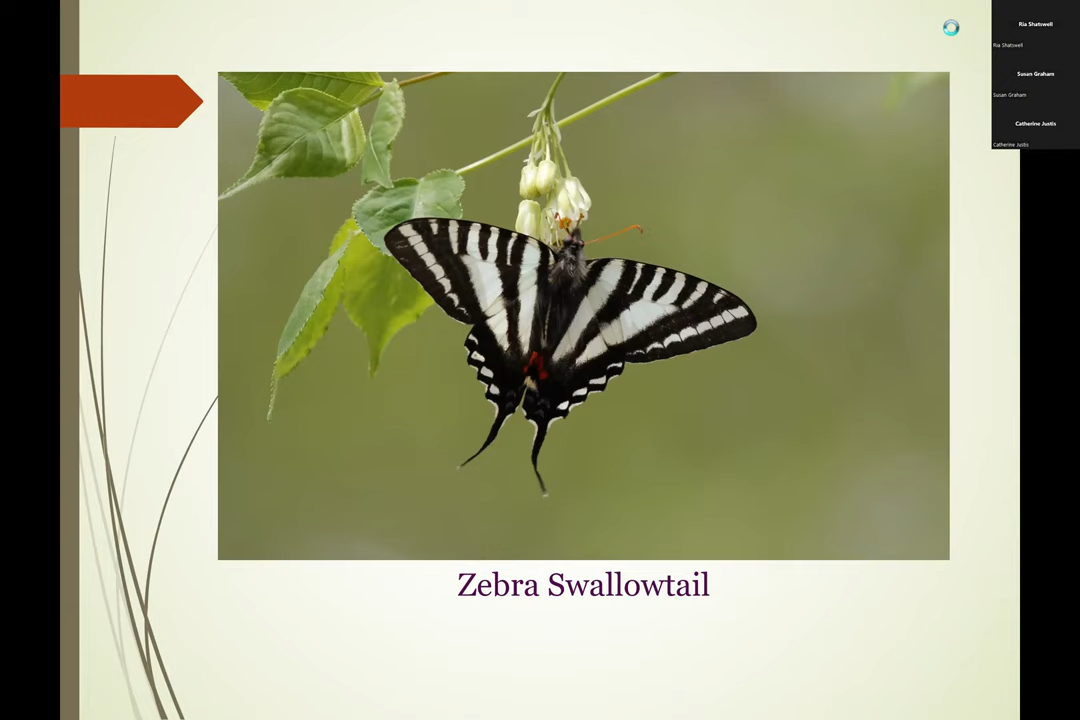 Ria Shatswell
Ria Shatswell
Susan Graham
Susan Graham
Catherine Justis
Catherine Justis
Zebra Swallowtail